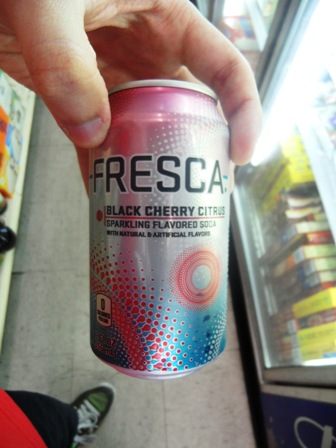 FRESCA
BLACK CHERRY CITRUS
SPARKLING FLAVORED SODA
WITH NATURAL & ARTIFICIAL FLAVORS
0